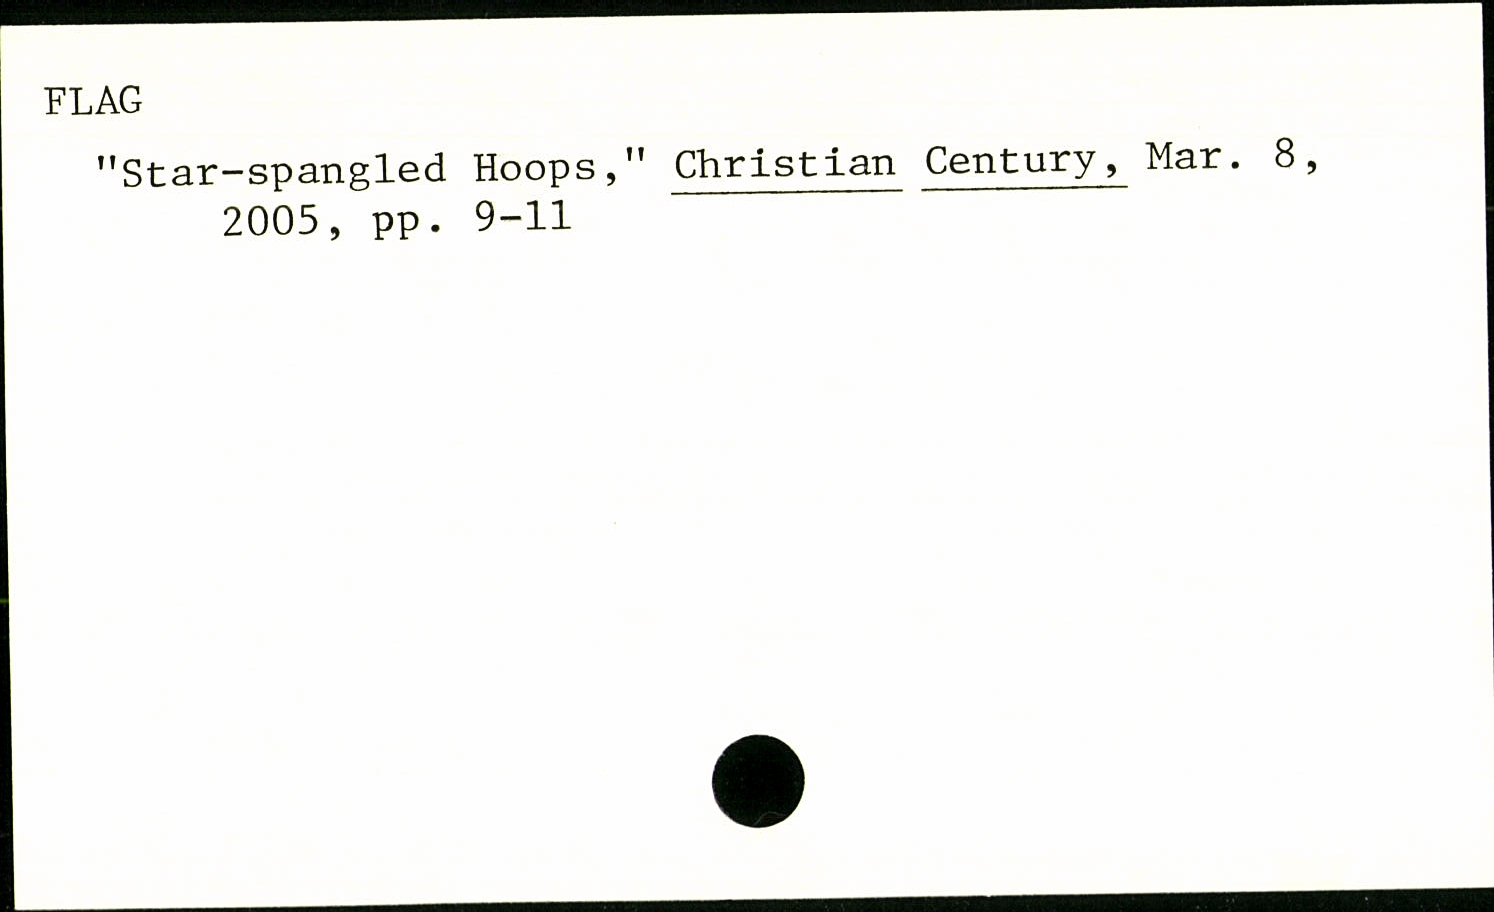 FLAG
"Star-spangled Hoops," Christian Century, Mar. 8,
2005, pp. 9-11